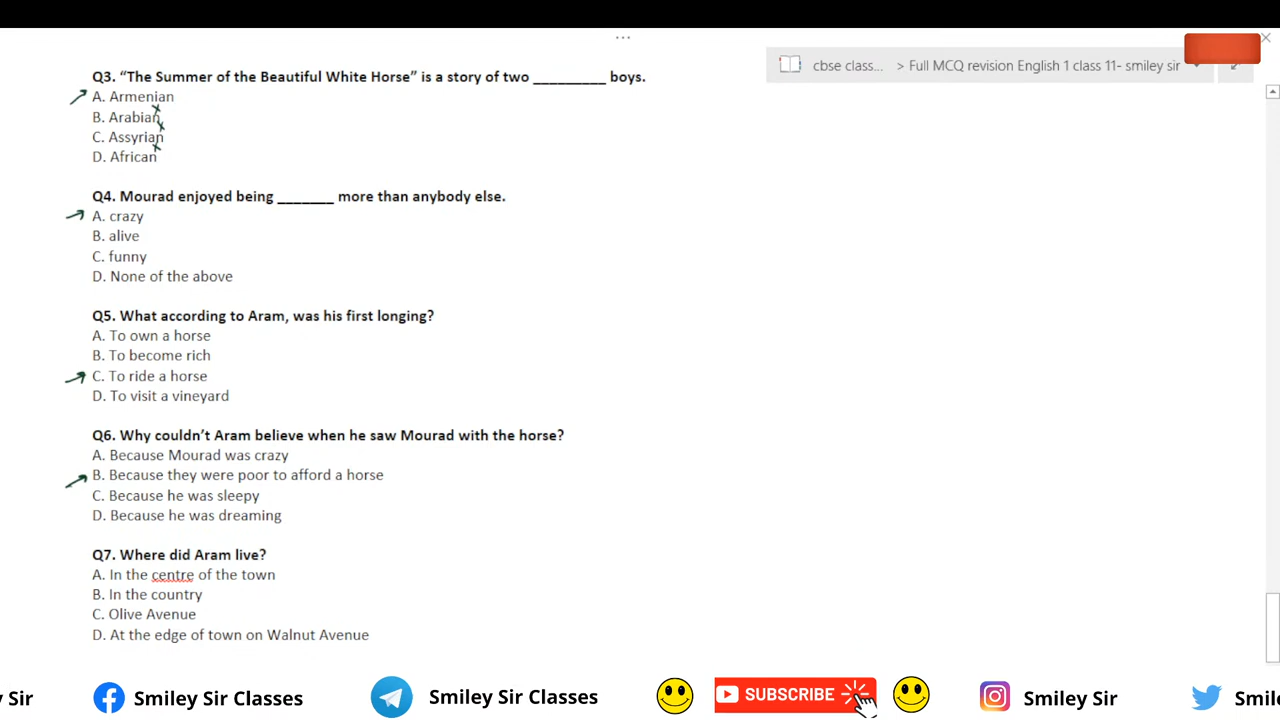 cbse class... > Full MCQ revision English 1 class 11- smiley sir
Q3. “The Summer of the Beautiful White Horse” is a story of two _________ boys.
A. Armenian
B. Arabian
C. Assyrian
D. African
Q4. Mourad enjoyed being _______ more than anybody else.
A. crazy
B. alive
C. funny
D. None of the above
Q5. What according to Aram, was his first longing?
A. To own a horse
B. To become rich
C. To ride a horse
D. To visit a vineyard
Q6. Why couldn’t Aram believe when he saw Mourad with the horse?
A. Because Mourad was crazy
B. Because they were poor to afford a horse
C. Because he was sleepy
D. Because he was dreaming
Q7. Where did Aram live?
A. In the centre of the town
B. In the country
C. Olive Avenue
D. At the edge of town on Walnut Avenue
y Sir Smiley Sir Classes Smiley Sir Classes SUBSCRIBE Smiley Sir Smil